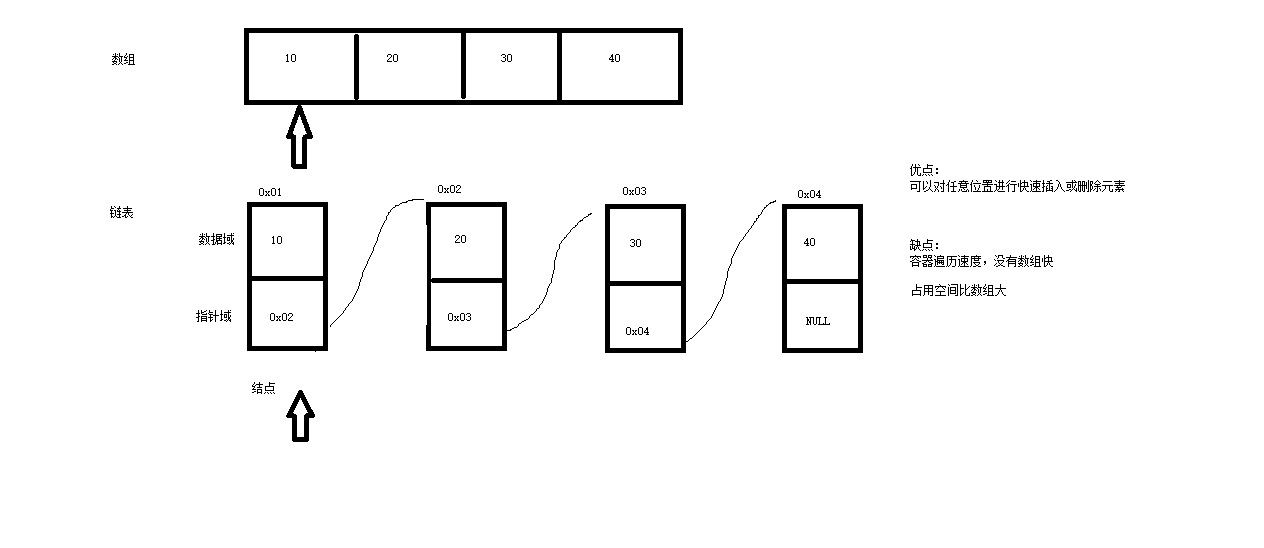 数组
10 20 30 40
0x01 0x02 0x03 0x04
链表
数据域 10 20 30 40
指针域 0x02 0x03 0x04 NULL
结点
优点：
可以对任意位置进行快速插入或删除元素
缺点：
容器遍历速度，没有数组快
占用空间比数组大